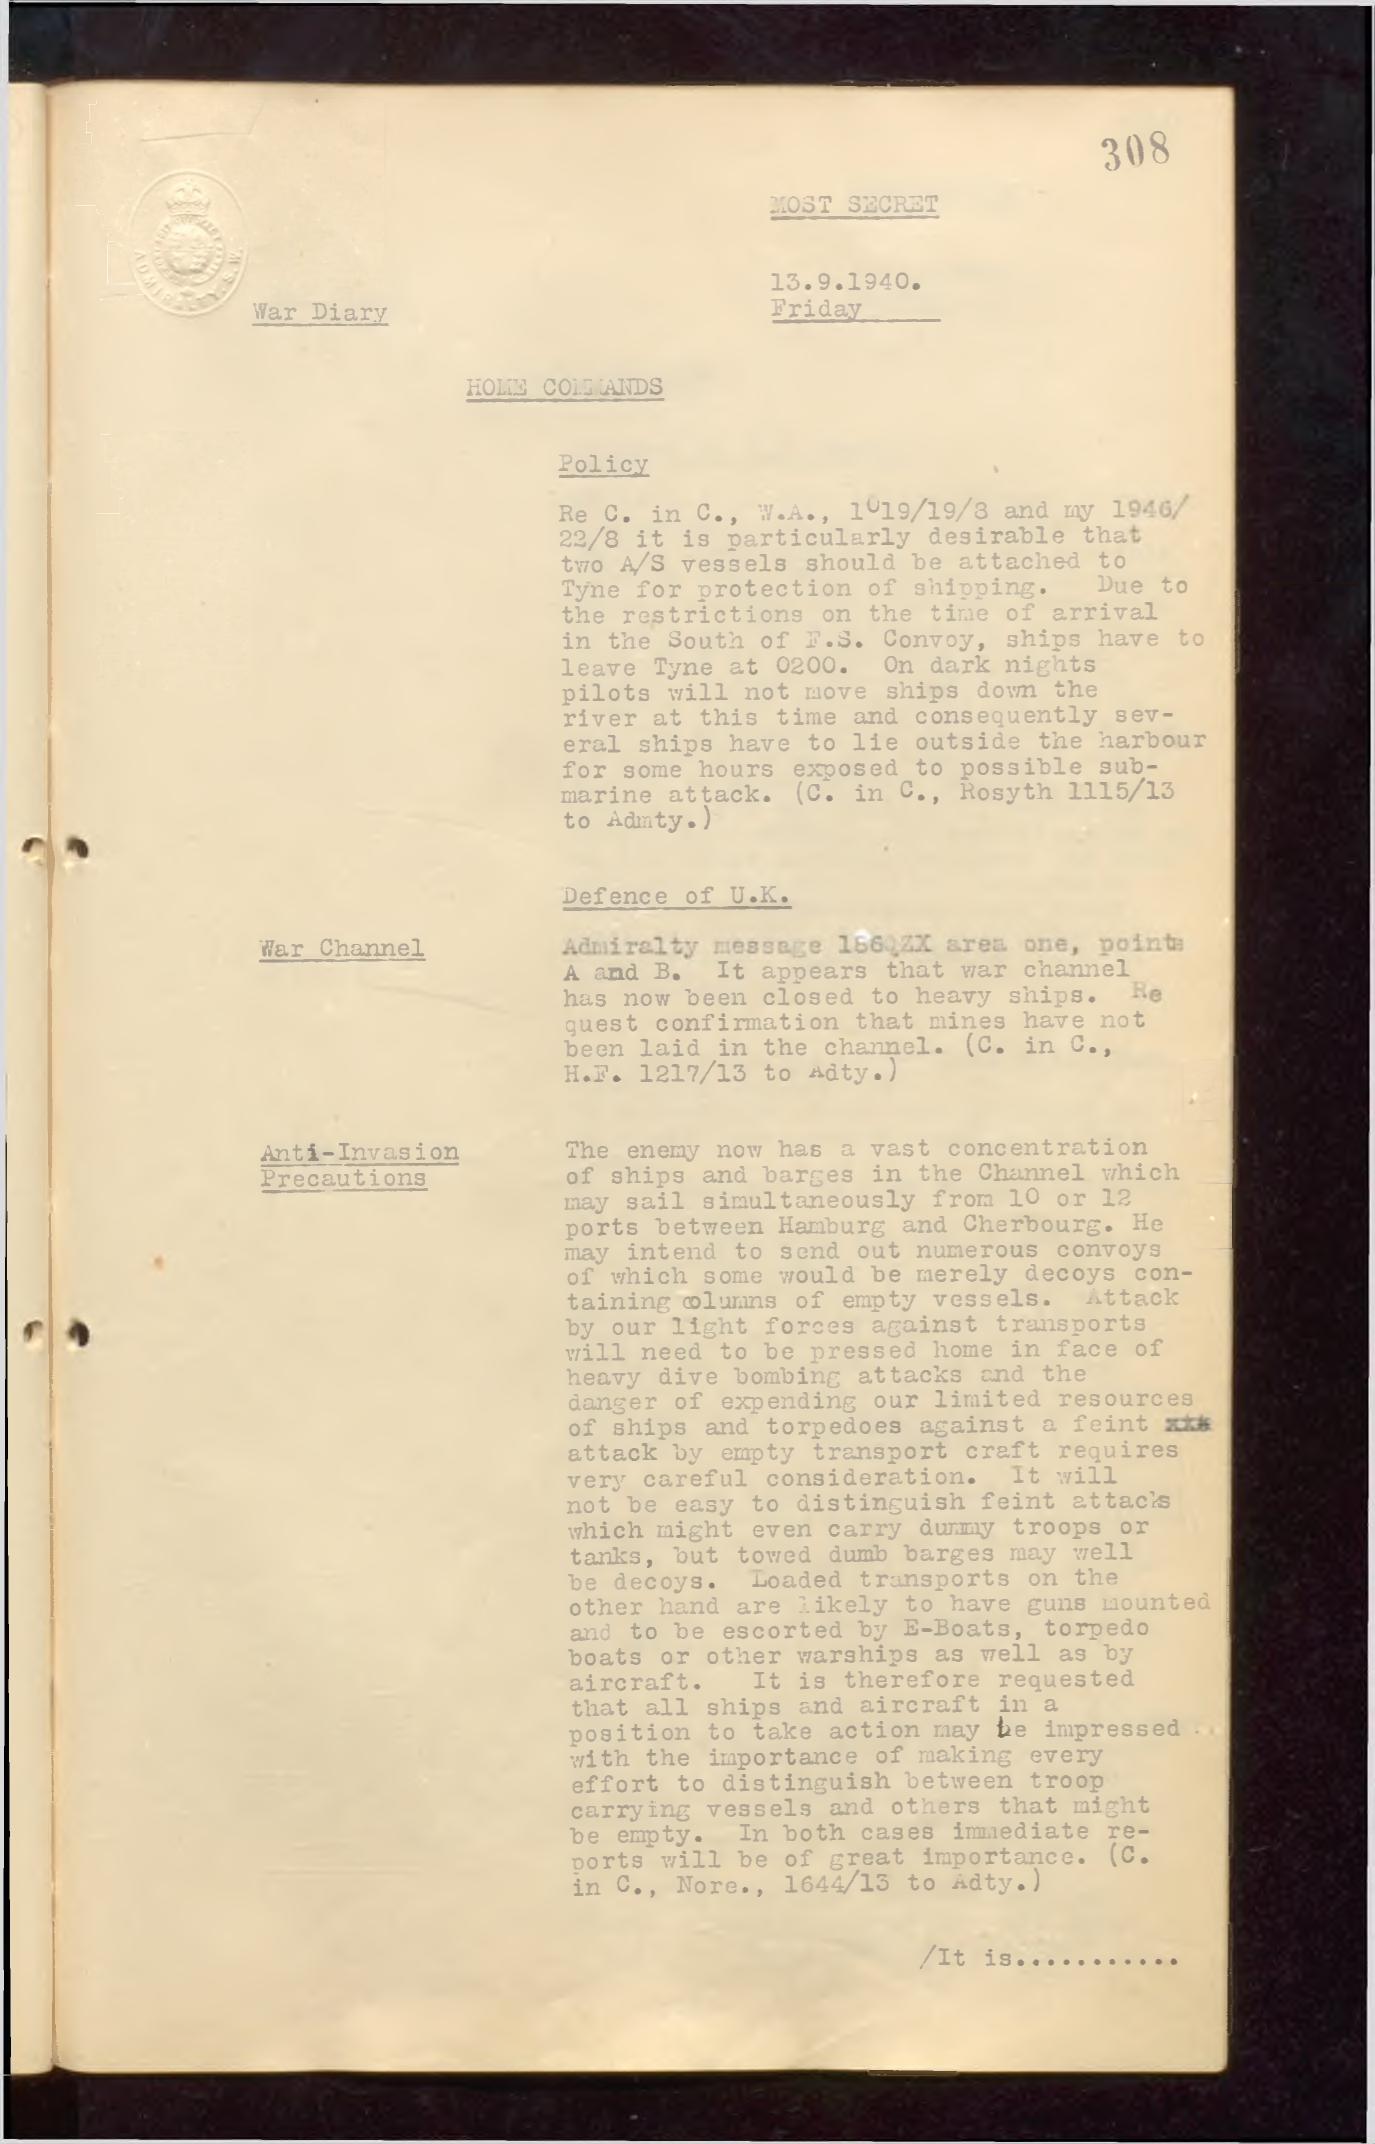 308
MOST SECRET
13.9.1940.
Friday
ADMIRALTY. S.W.
War Diary
HOME COMMANDS
Policy
Re C. in C., W.A., 1019/19/8 and my 1946/
22/8 it is particularly desirable that
two A/S vessels should be attached to
Tyne for protection of shipping. Due to
the restrictions on the time of arrival
in the South of F.S. Convoy, ships have to
leave Tyne at 0200. On dark nights
pilots will not move ships down the
river at this time and consequently sev-
eral ships have to lie outside the harbour
for some hours exposed to possible sub-
marine attack. (C. in C., Rosyth 1115/13
to Admty.)
Defence of U.K.
War Channel
Admiralty message 186 QZX area one, points
A and B. It appears that war channel
has now been closed to heavy ships. Re
quest confirmation that mines have not
been laid in the channel. (C. in C.,
H.F. 1217/13 to Adty.)
Anti-Invasion
Precautions
The enemy now has a vast concentration
of ships and barges in the Channel which
may sail simultaneously from 10 or 12
ports between Hamburg and Cherbourg. He
may intend to send out numerous convoys
of which some would be merely decoys con-
taining columns of empty vessels. Attack
by our light forces against transports
will need to be pressed home in face of
heavy dive bombing attacks and the
danger of expending our limited resources
of ships and torpedoes against a feint
attack by empty transport craft requires
very careful consideration. It will
not be easy to distinguish feint attacks
which might even carry dummy troops or
tanks, but towed dumb barges may well
be decoys. Loaded transports on the
other hand are likely to have guns mounted
and to be escorted by E-Boats, torpedo
boats or other warships as well as by
aircraft. It is therefore requested
that all ships and aircraft in a
position to take action may be impressed
with the importance of making every
effort to distinguish between troop
carrying vessels and others that might
be empty. In both cases immediate re-
ports will be of great importance. (C.
in C., Nore., 1644/13 to Adty.)
/It is...........